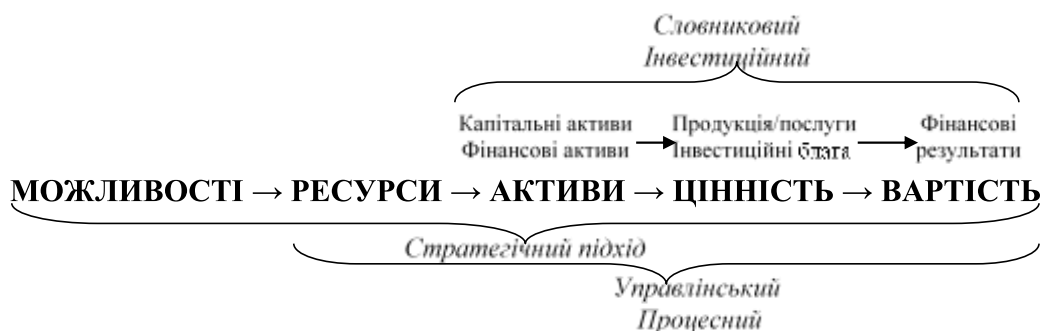 Словниковий
Інвестиційний
Капітальні активи → Продукція/послуги → Фінансові
Фінансові активи Інвестиційні блага результати
МОЖЛИВОСТІ → РЕСУРСИ → АКТИВИ → ЦІННІСТЬ → ВАРТІСТЬ
Стратегічний підхід
Управлінський
Процесний